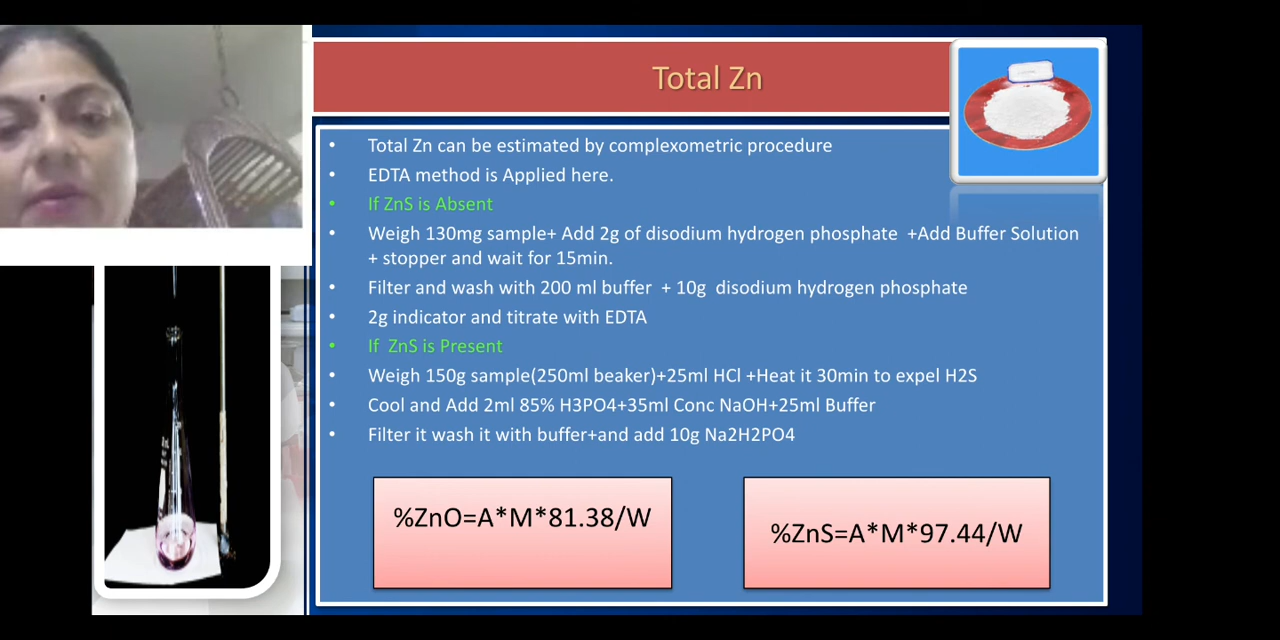 Total Zn
• Total Zn can be estimated by complexometric procedure
• EDTA method is Applied here.
• If ZnS is Absent
• Weigh 130mg sample+ Add 2g of disodium hydrogen phosphate +Add Buffer Solution
+ stopper and wait for 15min.
• Filter and wash with 200 ml buffer + 10g disodium hydrogen phosphate
• 2g indicator and titrate with EDTA
• If ZnS is Present
• Weigh 150g sample(250ml beaker)+25ml HCl +Heat it 30min to expel H2S
• Cool and Add 2ml 85% H3PO4+35ml Conc NaOH+25ml Buffer
• Filter it wash it with buffer+and add 10g Na2H2PO4
%ZnO=A*M*81.38/W
%ZnS=A*M*97.44/W